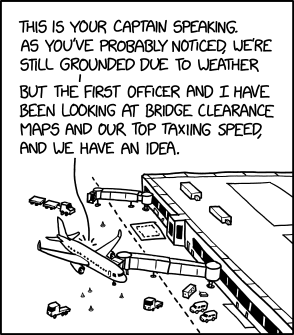 THIS IS YOUR CAPTAIN SPEAKING.
AS YOU'VE PROBABLY NOTICED, WE'RE
STILL GROUNDED DUE TO WEATHER
BUT THE FIRST OFFICER AND I HAVE
BEEN LOOKING AT BRIDGE CLEARANCE
MAPS AND OUR TOP TAXIING SPEED,
AND WE HAVE AN IDEA.